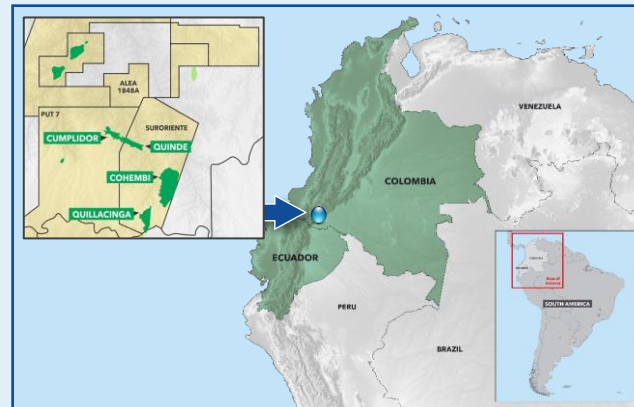 ALEA
1848A
PUT 7
SURORIENTE
CUMPLIDOR
QUINDE
COHEMBI
QUILLACINGA
VENEZUELA
COLOMBIA
ECUADOR
PERU
BRAZIL
SOUTH AMERICA